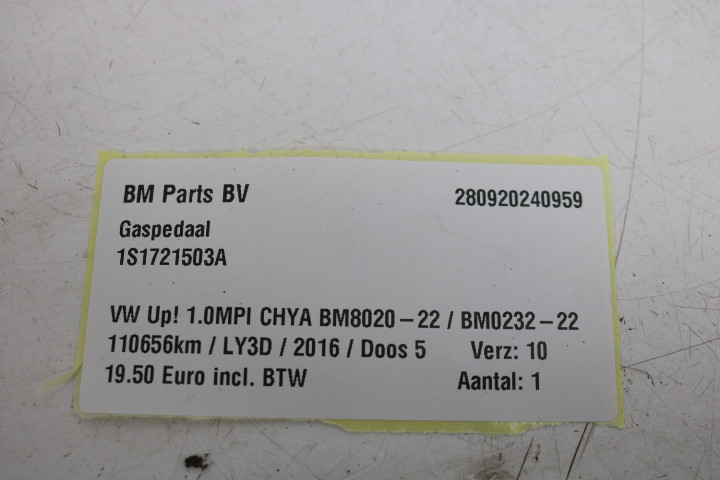 BM Parts BV 280920240959
Gaspedaal
1S1721503A
VW Up! 1.0MPI CHYA BM8020-22 / BM0232-22
110656km / LY3D / 2016 / Doos 5 Verz: 10
19.50 Euro incl. BTW Aantal: 1